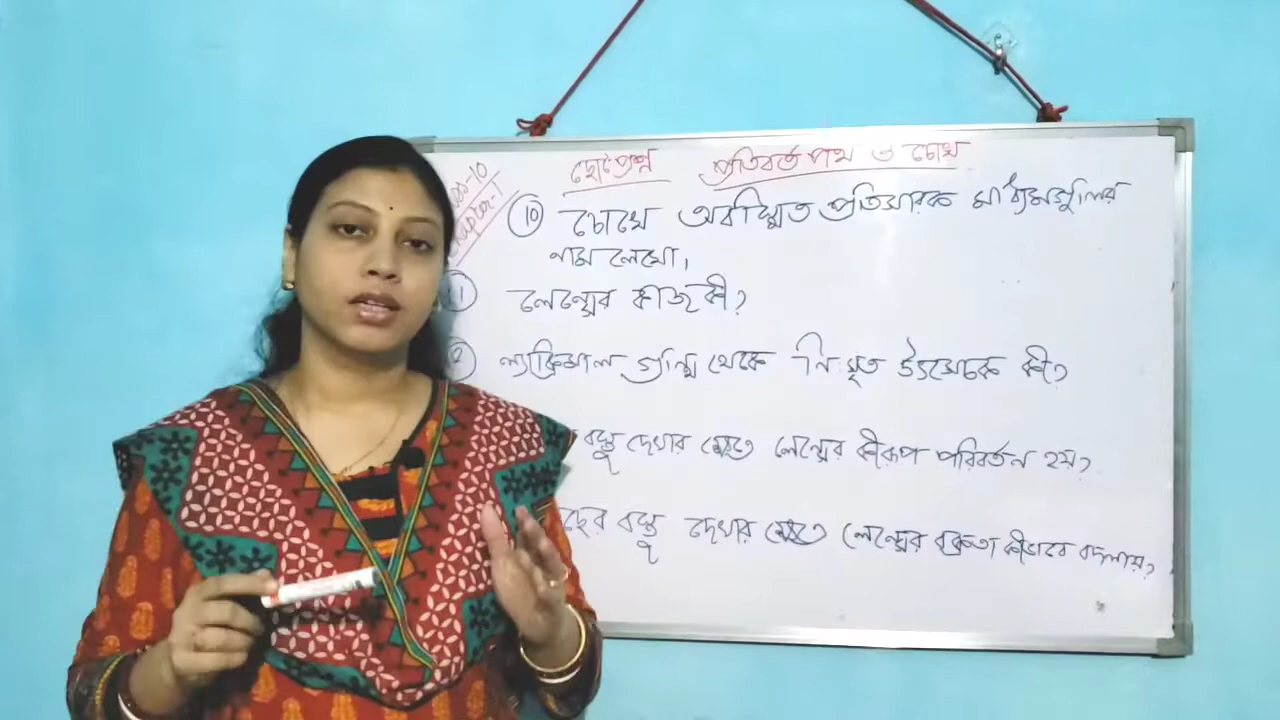 ছোটপ্রশ্ন প্রতিবর্ত পথ ও চোখ
10
১০ চোখে অবস্থিত প্রতিসারক মাধ্যমগুলির
নাম লেখো।
লেন্সের কাজ কী?
ল্যাক্রিমাল গ্রন্থি থেকে নিঃসৃত উৎসেচক কী?
বস্তু দেখার ক্ষেত্রে লেন্সের কীরূপ পরিবর্তন হয়?
ছের বস্তু দেখার ক্ষেত্রে লেন্সের বক্রতা কীভাবে বদলায়?